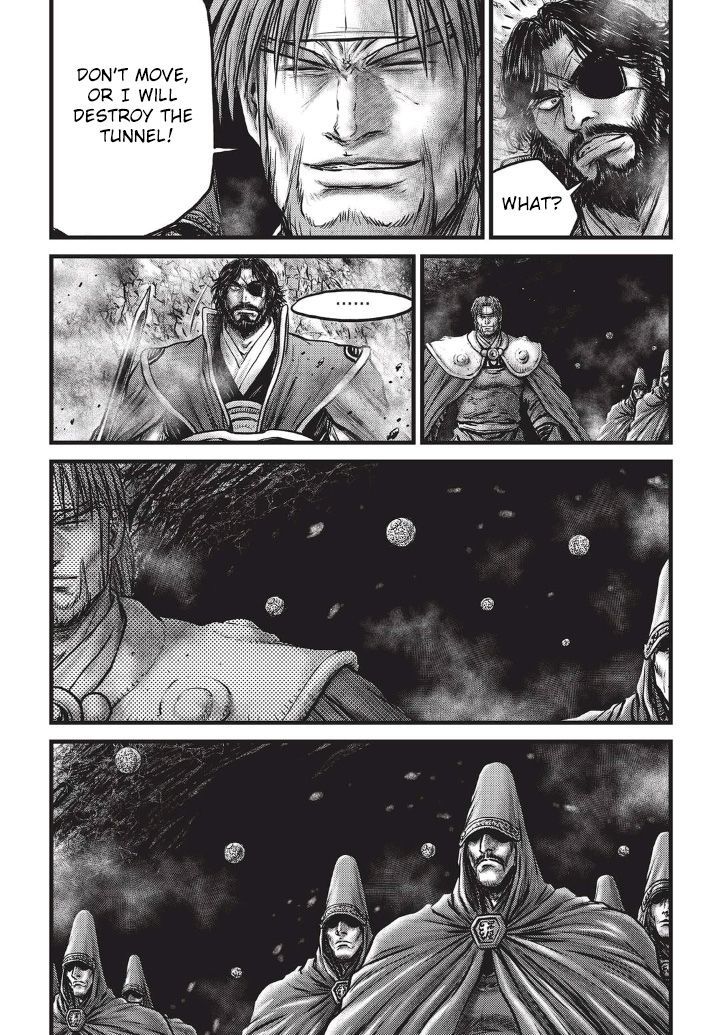 DON'T MOVE,
OR I WILL
DESTROY THE
TUNNEL!
WHAT?
......